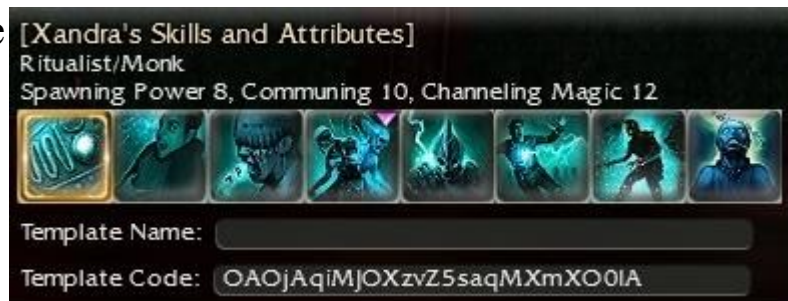 e
[Xandra's Skills and Attributes]
Ritualist/Monk
Spawning Power 8, Communing 10, Channeling Magic 12
Template Name:
Template Code: OAOjAqiMJOXzvZ5saqMXmXO0lA